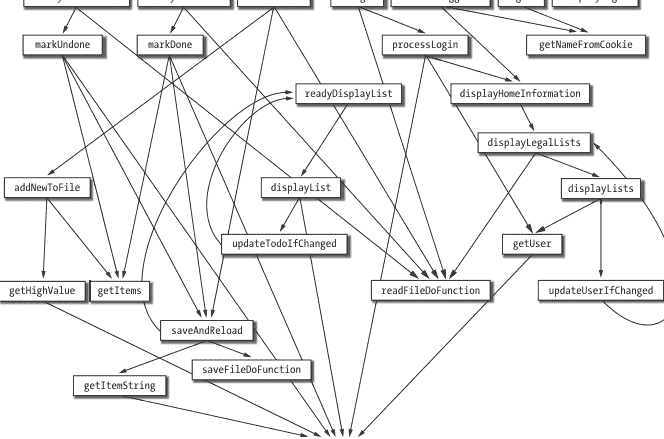 markUndone
markDone
processLogin
getNameFromCookie
readyDisplayList
displayHomeInformation
displayLegalLists
addNewToFile
displayList
displayLists
updateTodoIfChanged
getUser
getHighValue
getItems
readFileDoFunction
updateUserIfChanged
saveAndReload
saveFileDoFunction
getItemString